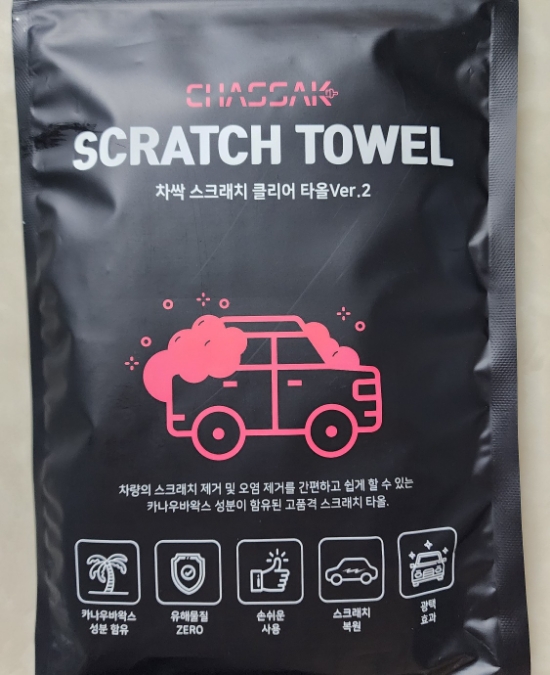 CHASSAK
SCRATCH TOWEL
차싹 스크래치 클리어 타올Ver.2
차량의 스크래치 제거 및 오염 제거를 간편하고 쉽게 할 수 있는
카나우바왁스 성분이 함유된 고품격 스크래치 타올.
카나우바왁스
성분 함유
유해물질
ZERO
손쉬운
사용
스크래치
복원
광택
효과